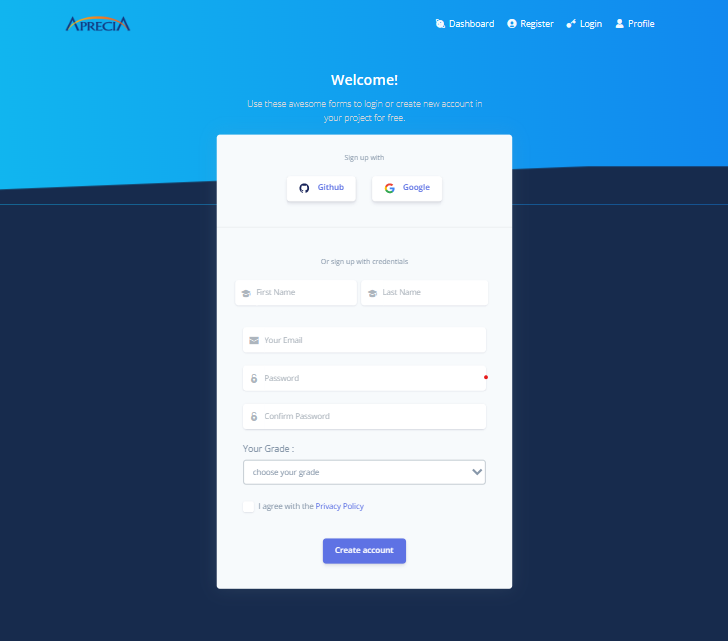 APRECIA
Dashboard Register Login Profile
Welcome!
Use these awesome forms to login or create new account in
your project for free.
Sign up with
Github Google
Or sign up with credentials
First Name Last Name
Your Email
Password
Confirm Password
Your Grade :
choose your grade
I agree with the Privacy Policy
Create account